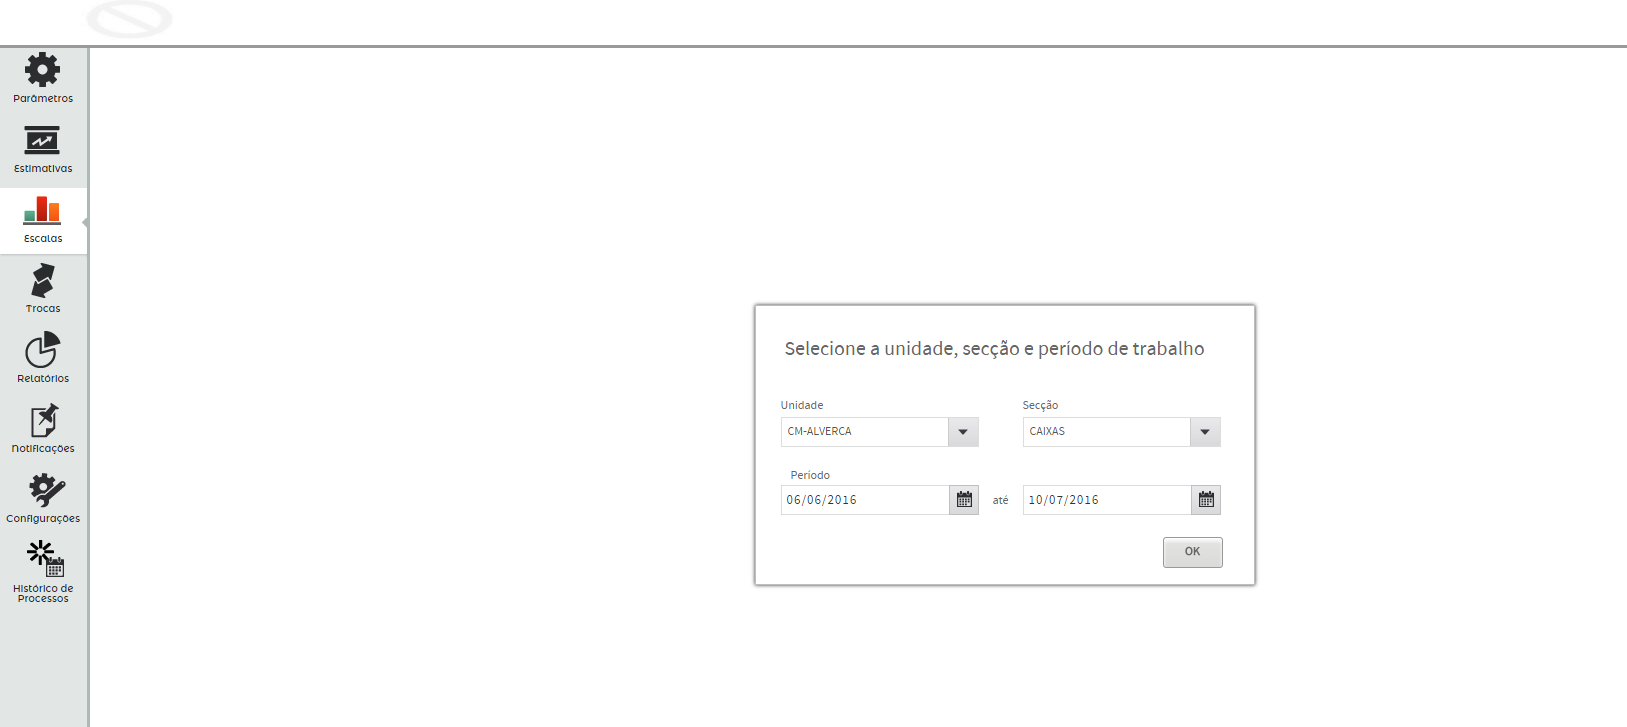 Parâmetros
Estimativas
Escalas
Trocas
Relatórios
Notificações
Configurações
Histórico de
Processos
Selecione a unidade, secção e período de trabalho
Unidade
Secção
CM-ALVERCA
CAIXAS
Período
06/06/2016
até
10/07/2016
OK